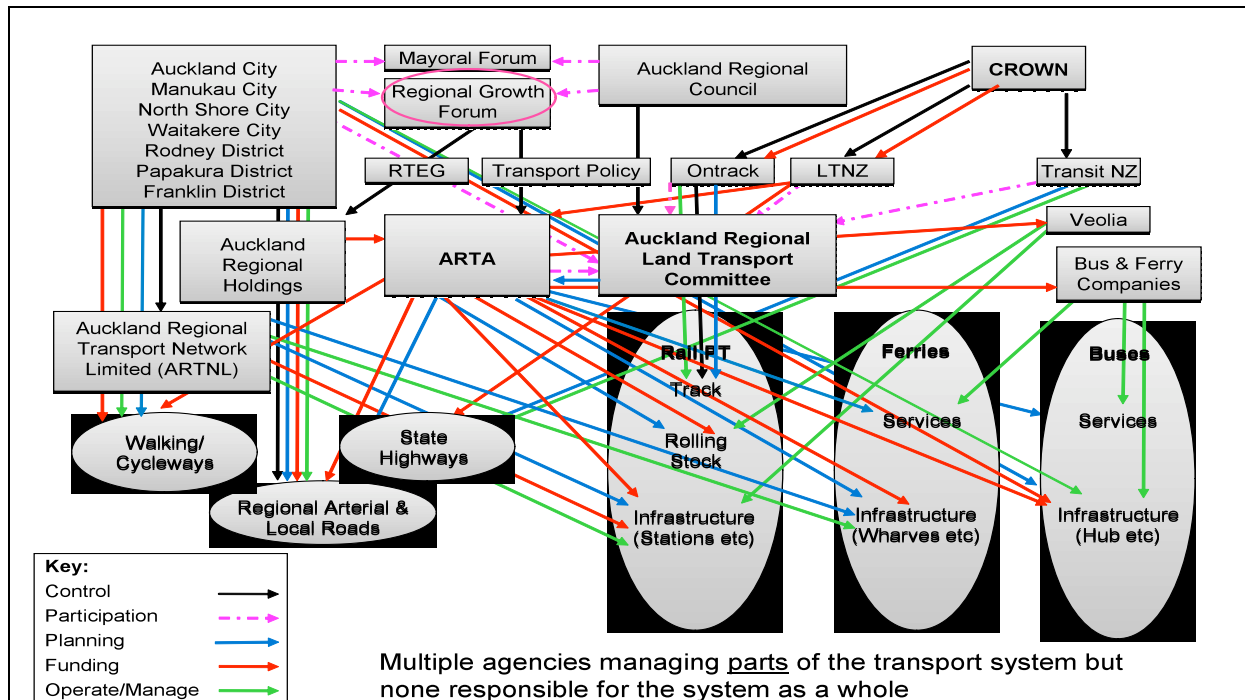 Auckland City
Manukau City
North Shore City
Waitakere City
Rodney District
Papakura District
Franklin District
Mayoral Forum
Regional Growth
Forum
Auckland Regional
Council
CROWN
RTEG
Transport Policy
Ontrack
LTNZ
Transit NZ
Auckland
Regional
Holdings
ARTA
Auckland Regional
Land Transport
Committee
Veolia
Bus & Ferry
Companies
Auckland Regional
Transport Network
Limited (ARTNL)
Walking/
Cycleways
State
Highways
Regional Arterial &
Local Roads
Rail PT
Track
Rolling
Stock
Infrastructure
(Stations etc)
Ferries
Services
Infrastructure
(Wharves etc)
Buses
Services
Infrastructure
(Hub etc)
Key:
Control
Participation
Planning
Funding
Operate/Manage
Multiple agencies managing parts of the transport system but
none responsible for the system as a whole